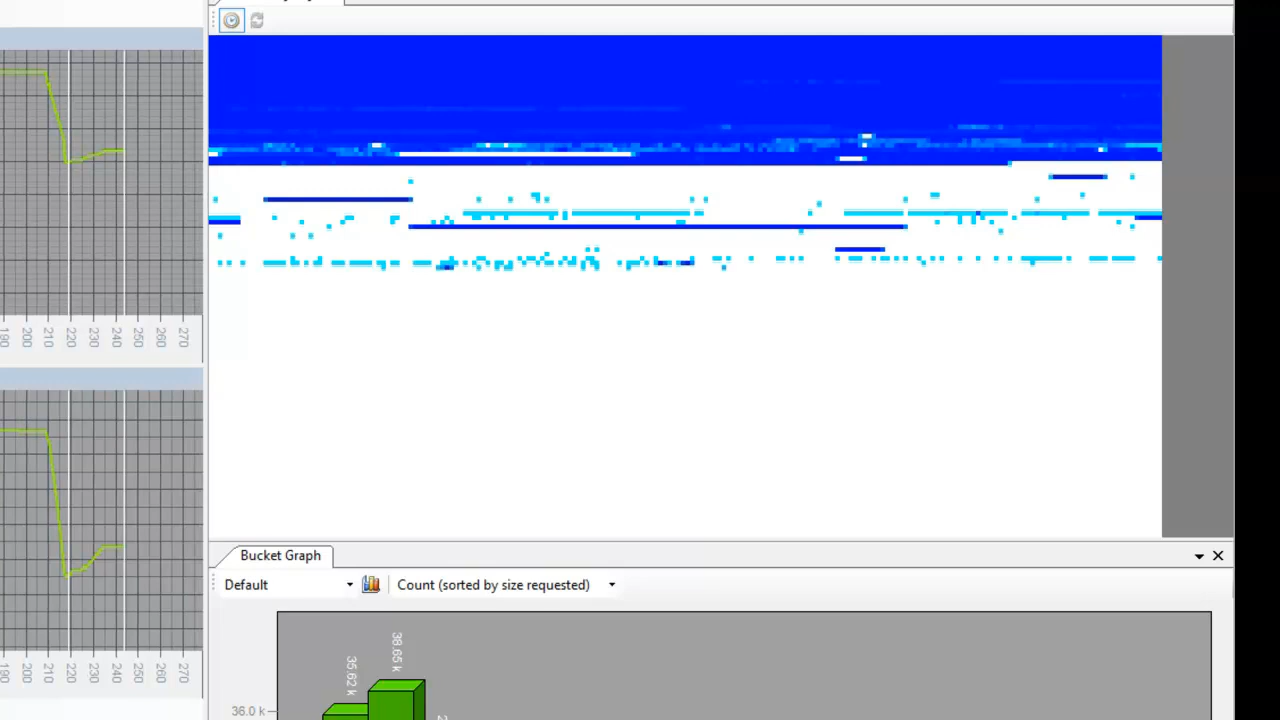 190 200 210 220 230 240 250 260 270
190 200 210 220 230 240 250 260 270
Bucket Graph
Default
Count (sorted by size requested)
38.65 k
35.62 k
36.0 k